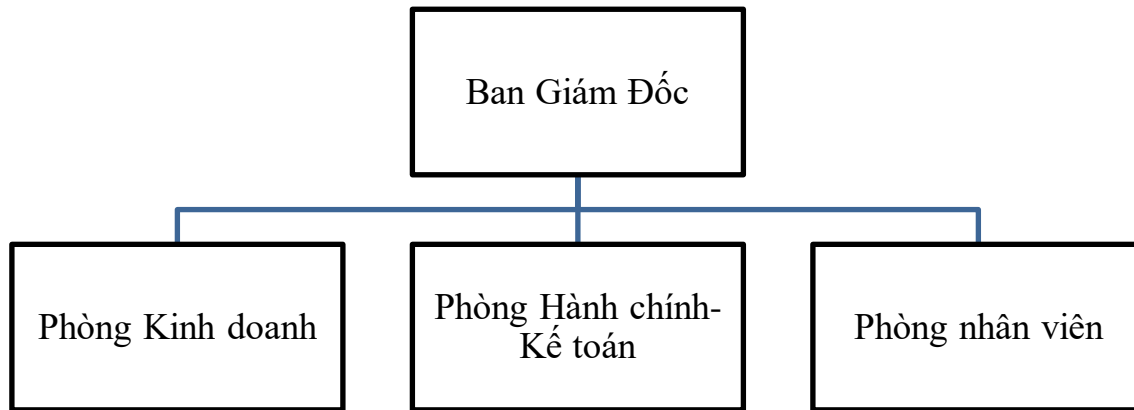 Ban Giám Đốc
Phòng Kinh doanh
Phòng Hành chính-
Kế toán
Phòng nhân viên